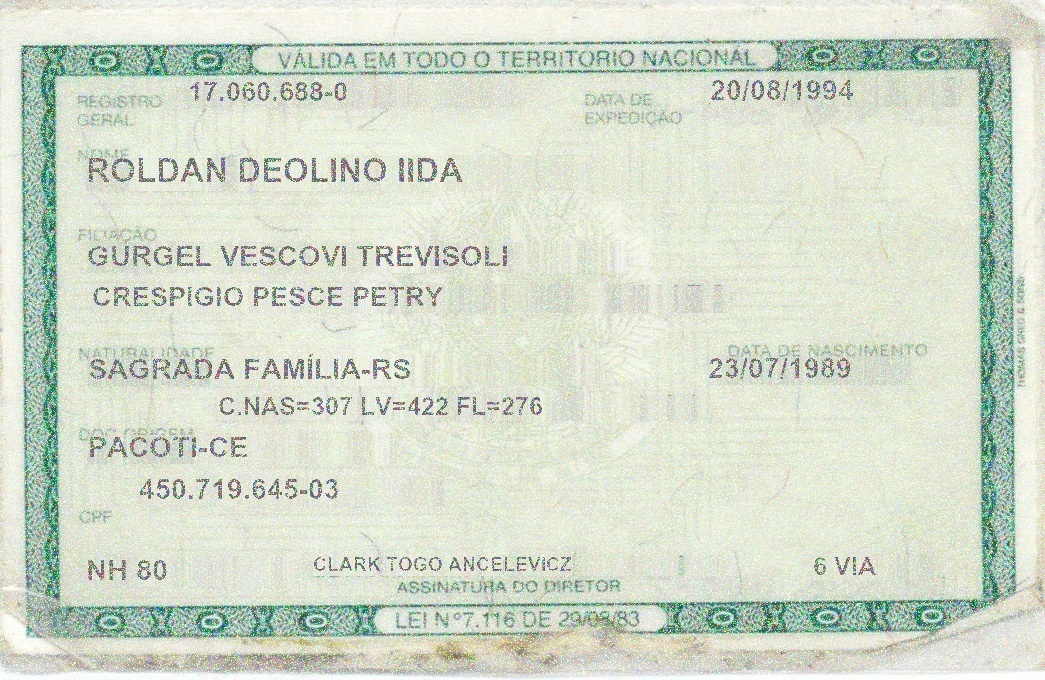 VÁLIDA EM TODO O TERRITÓRIO NACIONAL
REGISTRO GERAL 17.060.688-0 DATA DE EXPEDIÇÃO 20/08/1994
NOME
ROLDAN DEOLINO IIDA
FILIAÇÃO
GURGEL VESCOVI TREVISOLI
CRESPIGIO PESCE PETRY
NATURALIDADE DATA DE NASCIMENTO
SAGRADA FAMÍLIA-RS 23/07/1989
C.NAS=307 LV=422 FL=276
DOC ORIGEM
PACOTI-CE
450.719.645-03
CPF
NH 80 CLARK TOGO ANCELEVICZ 6 VIA
ASSINATURA DO DIRETOR
LEI Nº7.116 DE 29/08/83
THOMAS GREG & SONS